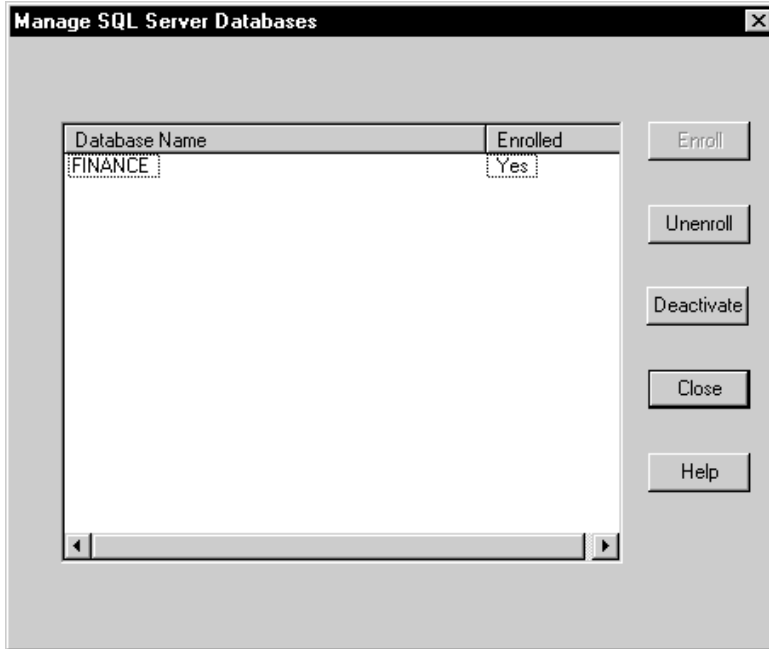 Manage SQL Server Databases
Database Name Enrolled
FINANCE Yes
Enroll
Unenroll
Deactivate
Close
Help